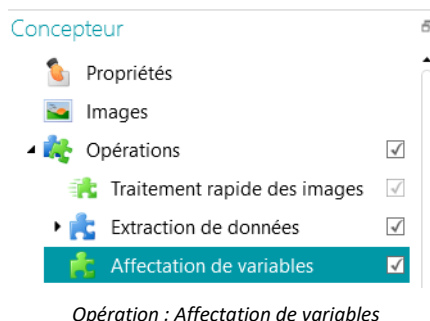 Concepteur
Propriétés
Images
Opérations
Traitement rapide des images
Extraction de données
Affectation de variables
Opération : Affectation de variables